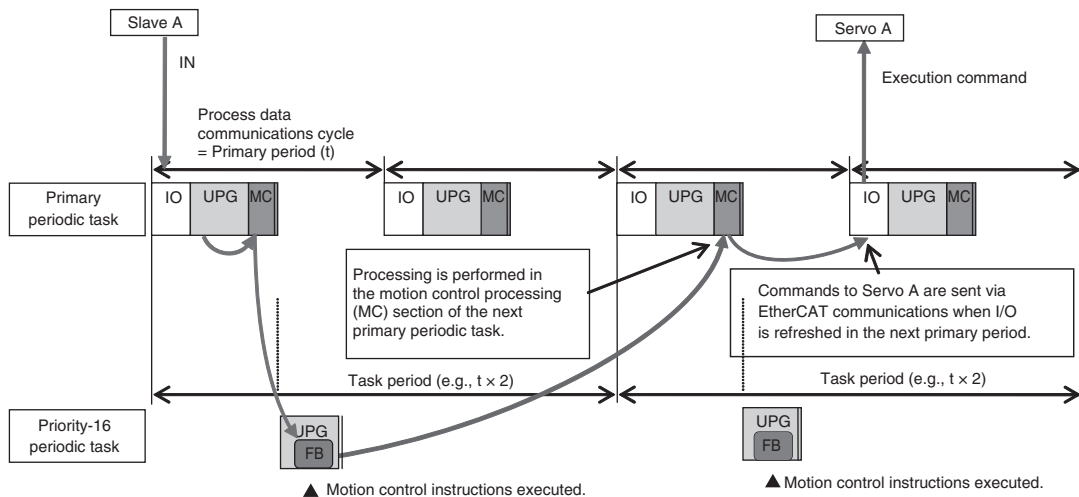 Slave A
Servo A
IN
Execution command
Process data
communications cycle
= Primary period (t)
Primary
periodic task
IO UPG MC
IO UPG MC
IO UPG MC
IO UPG MC
Processing is performed in
the motion control processing
(MC) section of the next
primary periodic task.
Commands to Servo A are sent via
EtherCAT communications when I/O
is refreshed in the next primary period.
Task period (e.g., t × 2)
Task period (e.g., t × 2)
Priority-16
periodic task
UPG
FB
UPG
FB
▲ Motion control instructions executed.
▲ Motion control instructions executed.